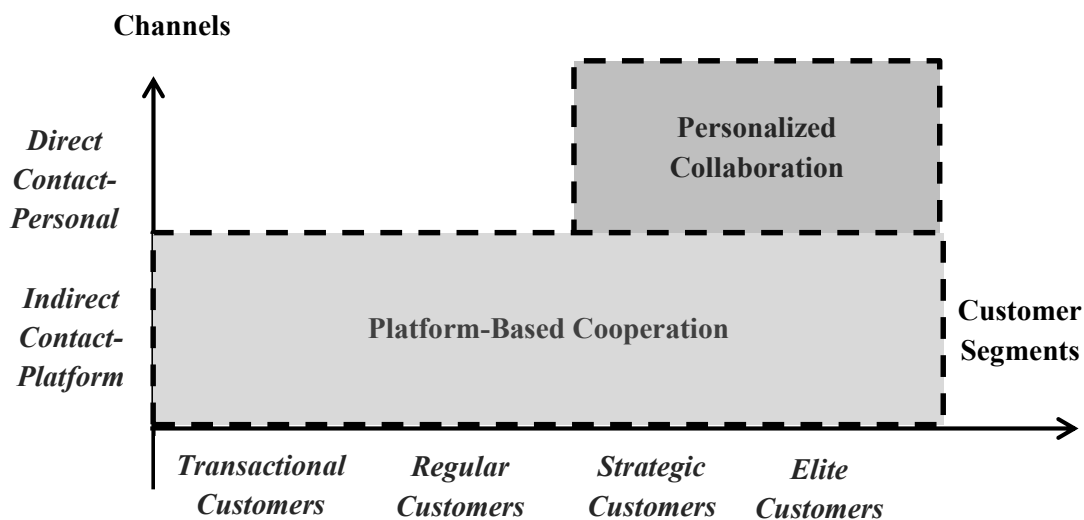 Channels
Direct
Contact-
Personal
Personalized
Collaboration
Indirect
Contact-
Platform
Platform-Based Cooperation
Customer
Segments
Transactional
Customers
Regular
Customers
Strategic
Customers
Elite
Customers